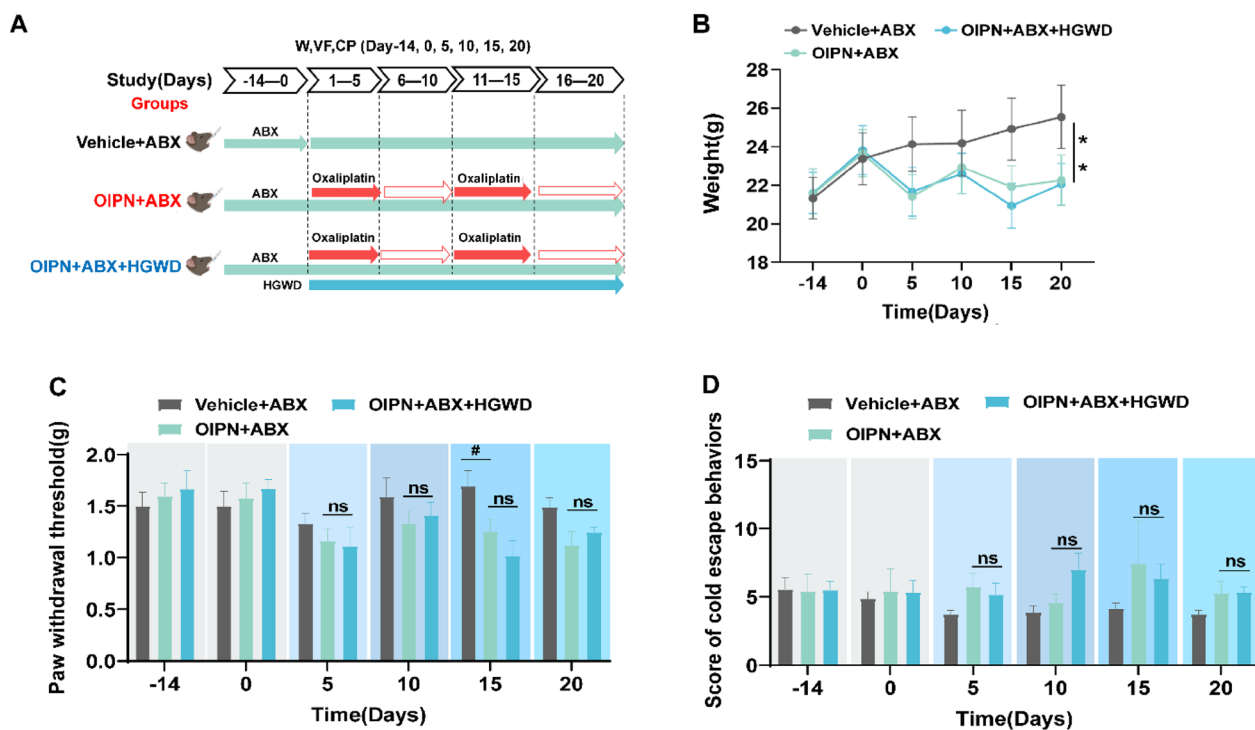 A
W,VF,CP (Day-14, 0, 5, 10, 15, 20)
Study(Days) -14—0 1—5 6—10 11—15 16—20
Groups
Vehicle+ABX ABX
OIPN+ABX ABX Oxaliplatin Oxaliplatin
OIPN+ABX+HGWD ABX Oxaliplatin Oxaliplatin
HGWD
B
Vehicle+ABX OIPN+ABX+HGWD
OIPN+ABX
Weight(g)
28
26
24
22
20
18
*
*
-14 0 5 10 15 20
Time(Days)
C
Vehicle+ABX OIPN+ABX+HGWD
OIPN+ABX
Paw withdrawal threshold(g)
2.0
1.5
1.0
0.5
0.0
ns ns # ns ns
-14 0 5 10 15 20
Time(Days)
D
Vehicle+ABX OIPN+ABX+HGWD
OIPN+ABX
Score of cold escape behaviors
15
10
5
0
ns ns ns ns
-14 0 5 10 15 20
Time(Days)